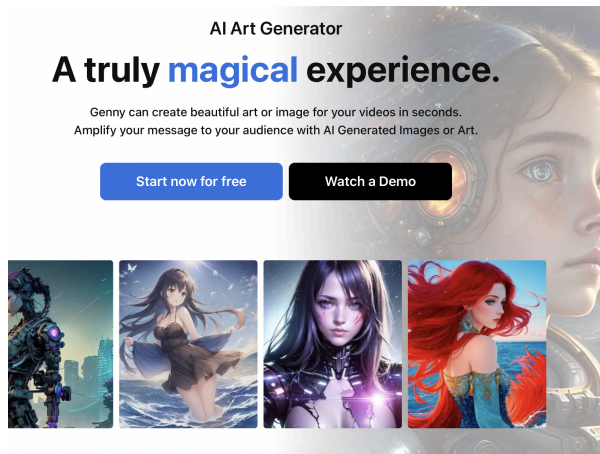 AI Art Generator
A truly magical experience.
Genny can create beautiful art or image for your videos in seconds.
Amplify your message to your audience with AI Generated Images or Art.
Start now for free
Watch a Demo